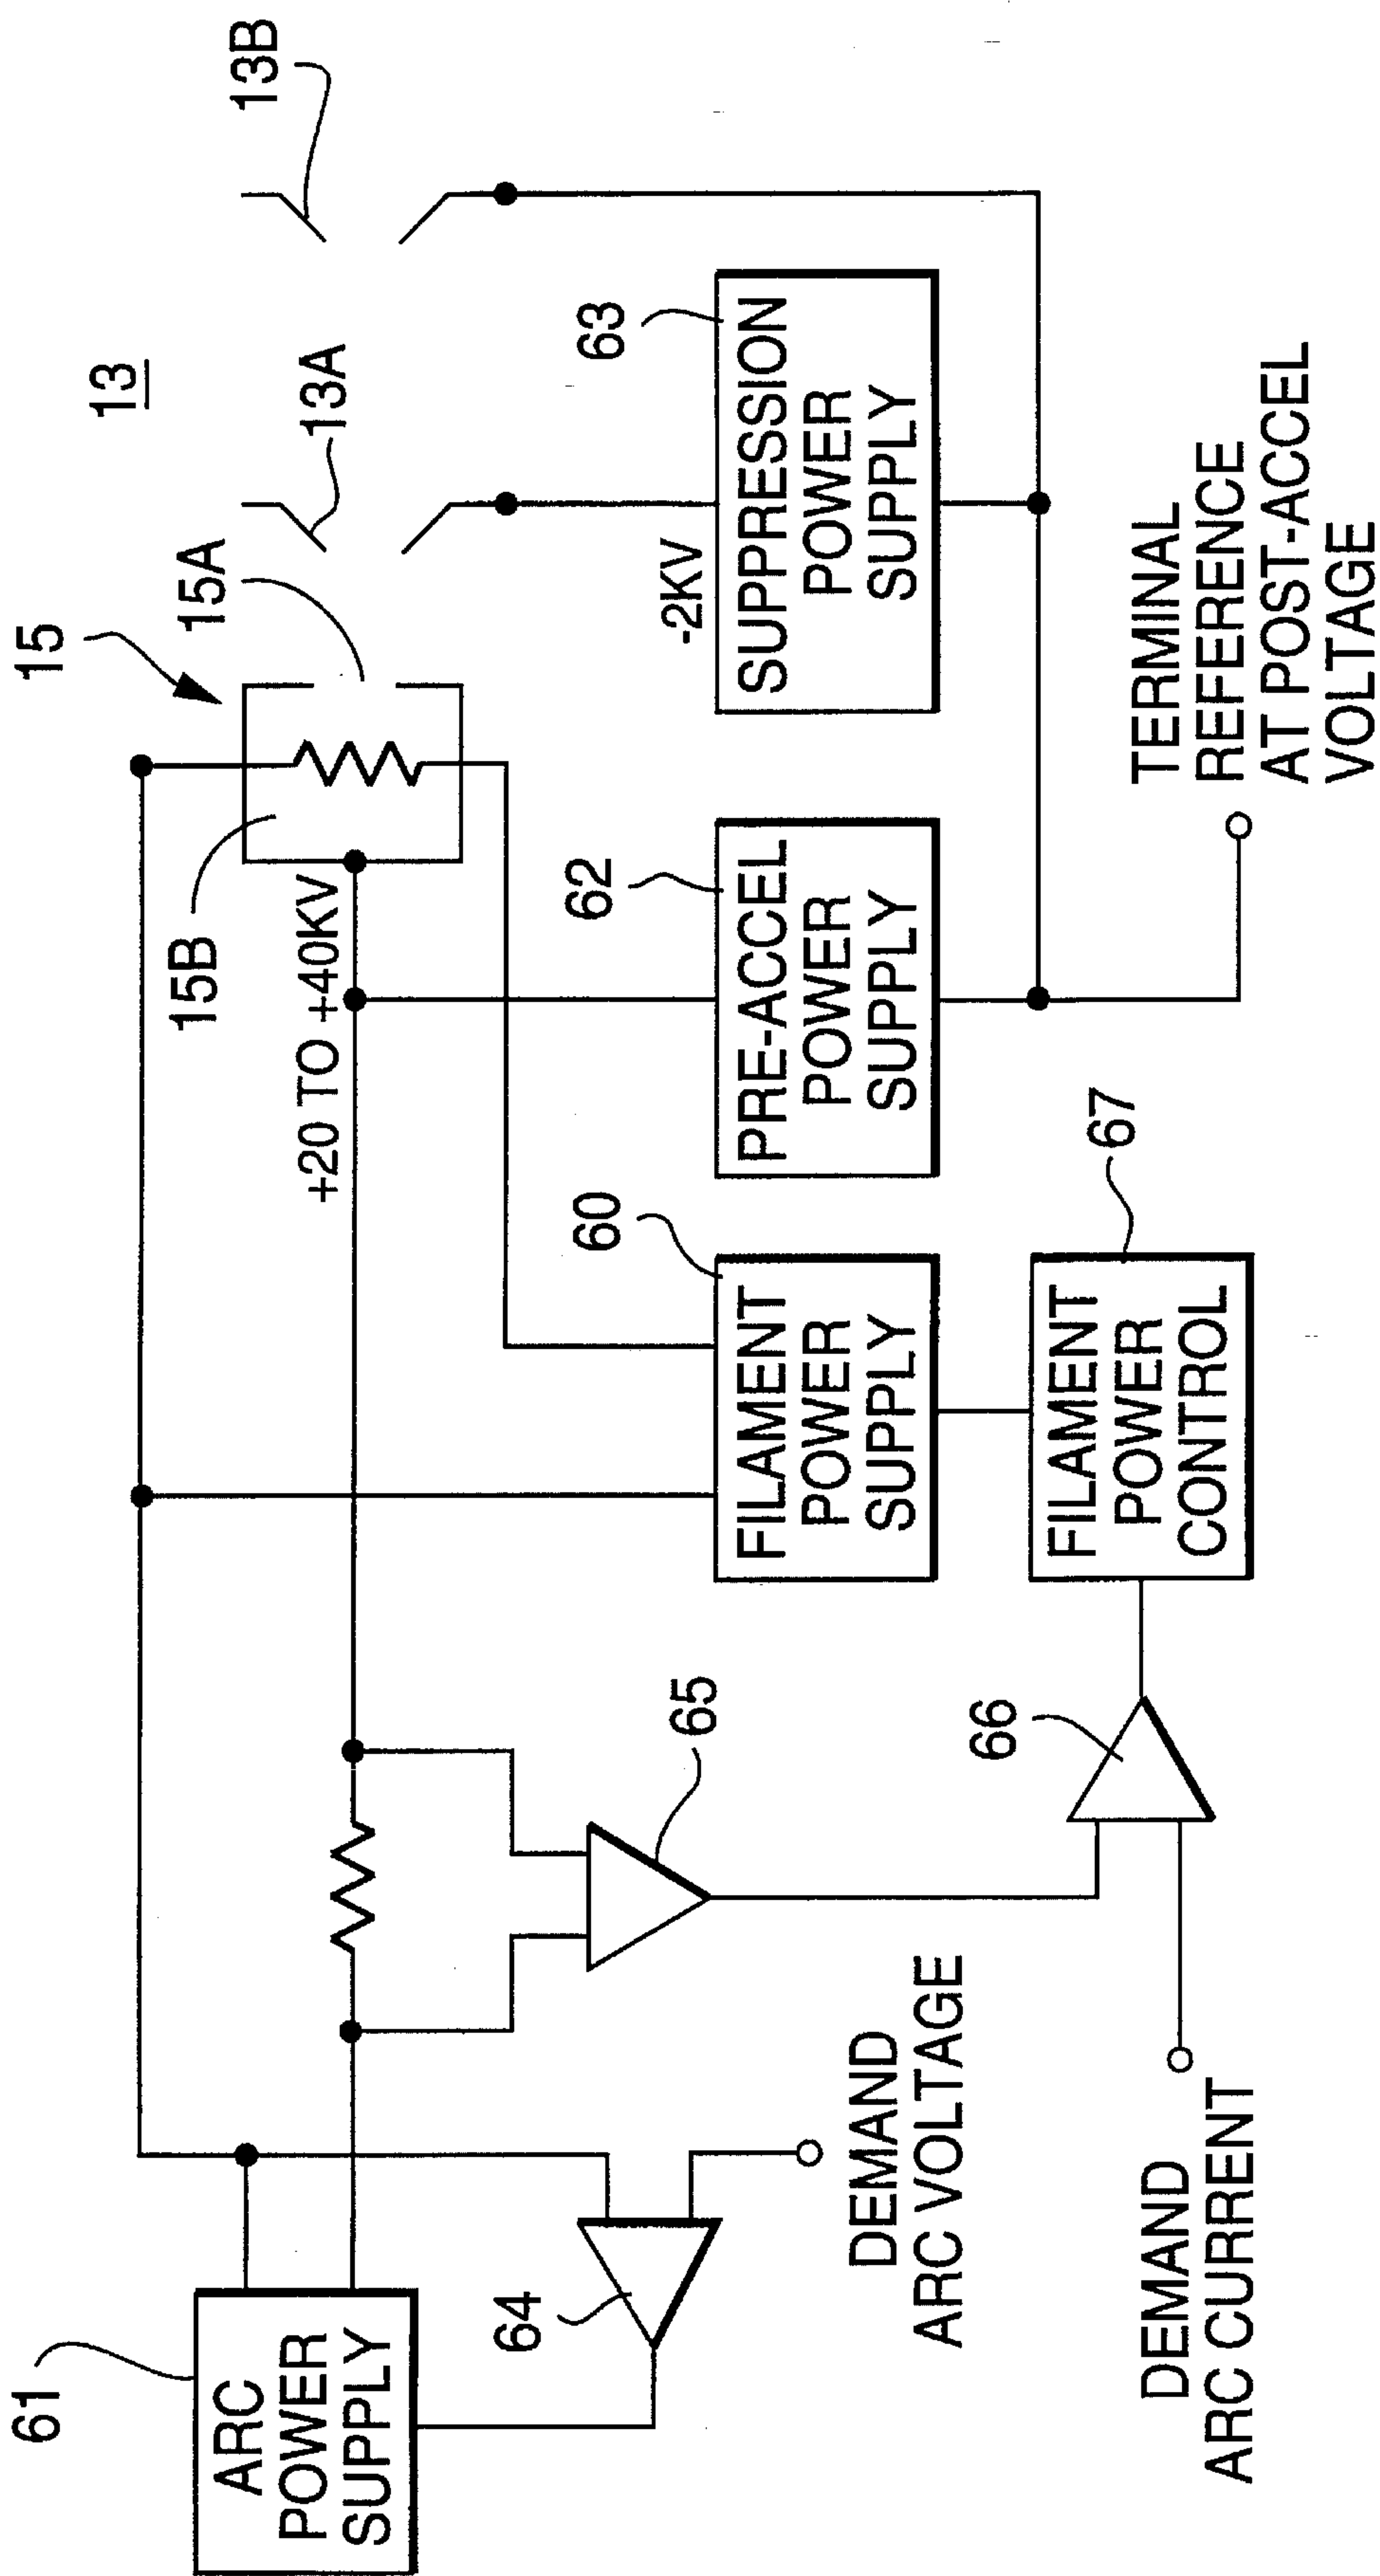 13
13B
13A
15
15A
15B
+20 TO +40KV
-2KV
63
SUPPRESSION
POWER
SUPPLY
62
PRE-ACCEL
POWER
SUPPLY
60
FILAMENT
POWER
SUPPLY
61
ARC
POWER
SUPPLY
64
65
DEMAND
ARC VOLTAGE
66
67
FILAMENT
POWER
CONTROL
DEMAND
ARC CURRENT
TERMINAL
REFERENCE
AT POST-ACCEL
VOLTAGE